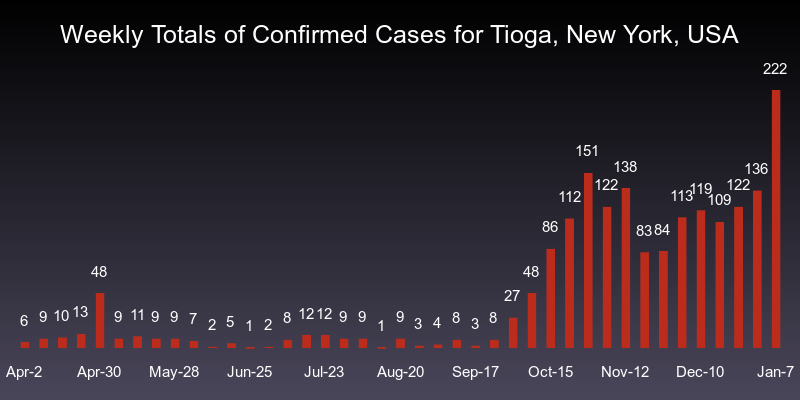 Weekly Totals of Confirmed Cases for Tioga, New York, USA
6 9 10 13 48 9 11 9 9 7 2 5 1 2 8 12 12 9 9 1 9 3 4 8 3 8 27 48 86 112 151 122 138 83 84 113 119 109 122 136 222
Apr-2 Apr-30 May-28 Jun-25 Jul-23 Aug-20 Sep-17 Oct-15 Nov-12 Dec-10 Jan-7